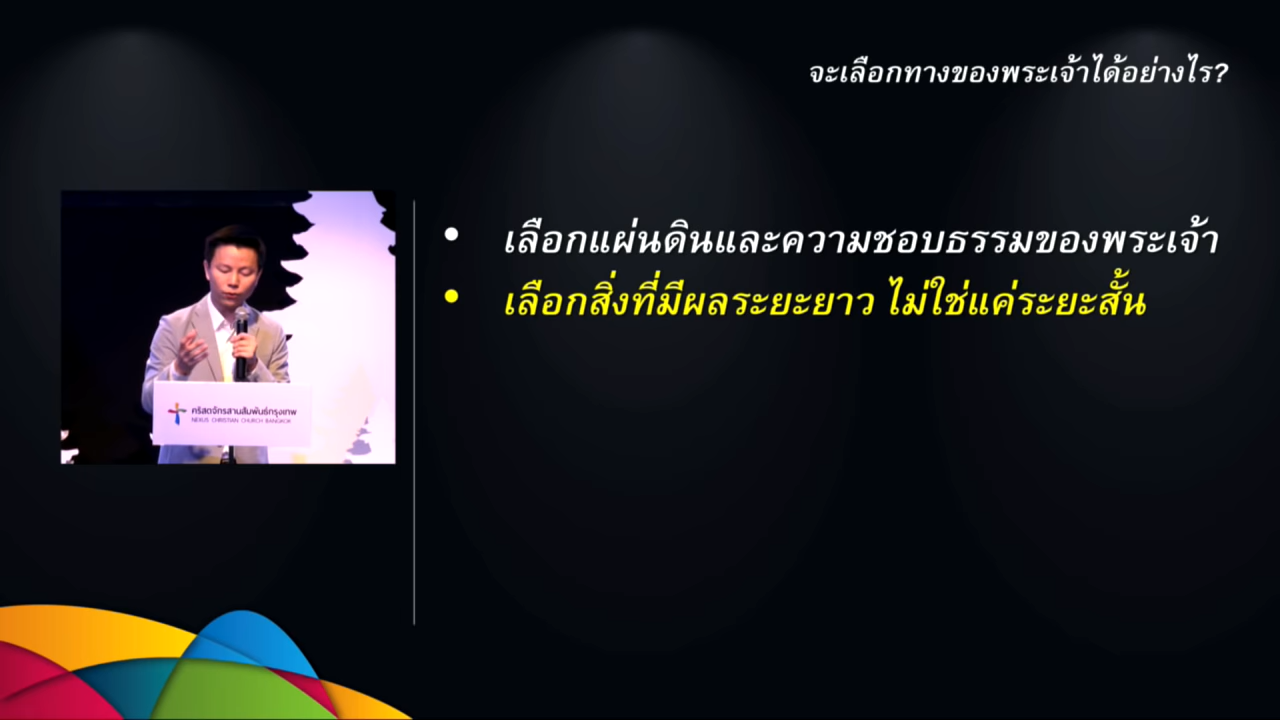 จะเลือกทางของพระเจ้าได้อย่างไร?
• เลือกแผ่นดินและความชอบธรรมของพระเจ้า
• เลือกสิ่งที่มีผลระยะยาว ไม่ใช่แค่ระยะสั้น
คริสตจักรสานสัมพันธ์กรุงเทพ
NEXUS CHRISTIAN CHURCH BANGKOK